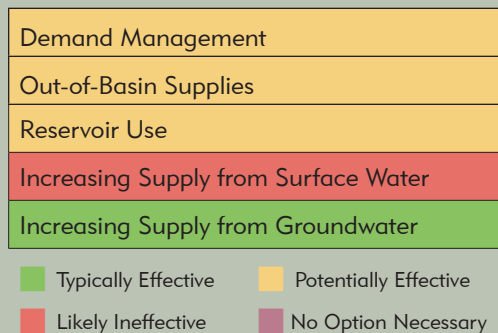 Demand Management
Out-of-Basin Supplies
Reservoir Use
Increasing Supply from Surface Water
Increasing Supply from Groundwater
Typically Effective
Potentially Effective
Likely Ineffective
No Option Necessary